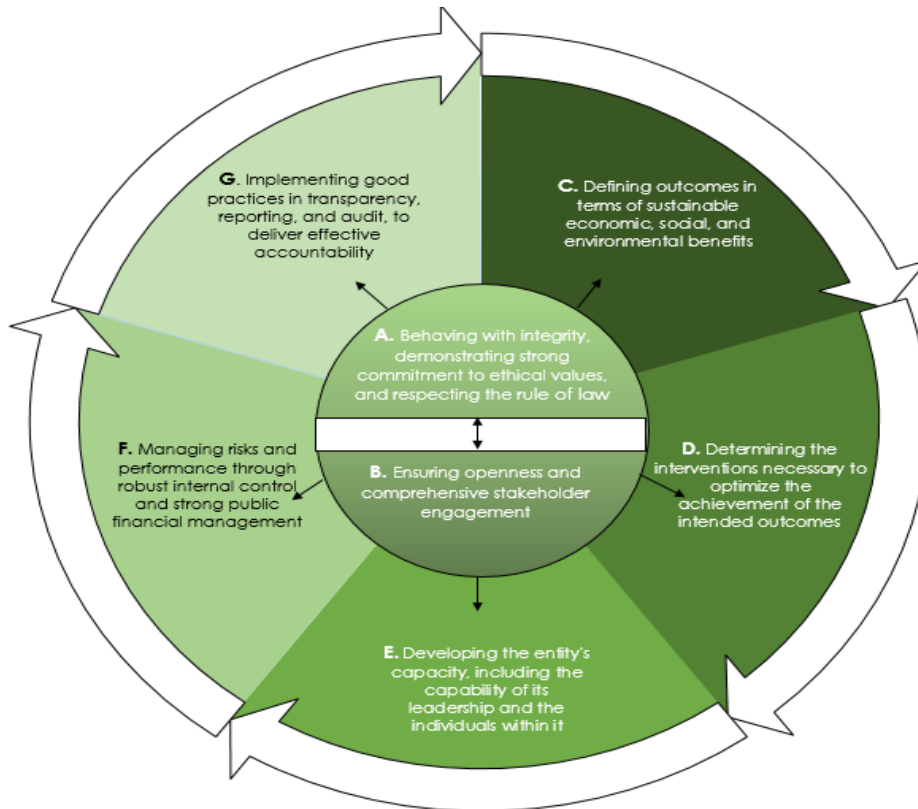 G. Implementing good
practices in transparency,
reporting, and audit, to
deliver effective
accountability
C. Defining outcomes in
terms of sustainable
economic, social, and
environmental benefits
A. Behaving with integrity,
demonstrating strong
commitment to ethical values,
and respecting the rule of law
F. Managing risks and
performance through
robust internal control
and strong public
financial management
B. Ensuring openness and
comprehensive stakeholder
engagement
D. Determining the
interventions necessary to
optimize the
achievement of the
intended outcomes
E. Developing the entity's
capacity, including the
capability of its
leadership and the
individuals within it